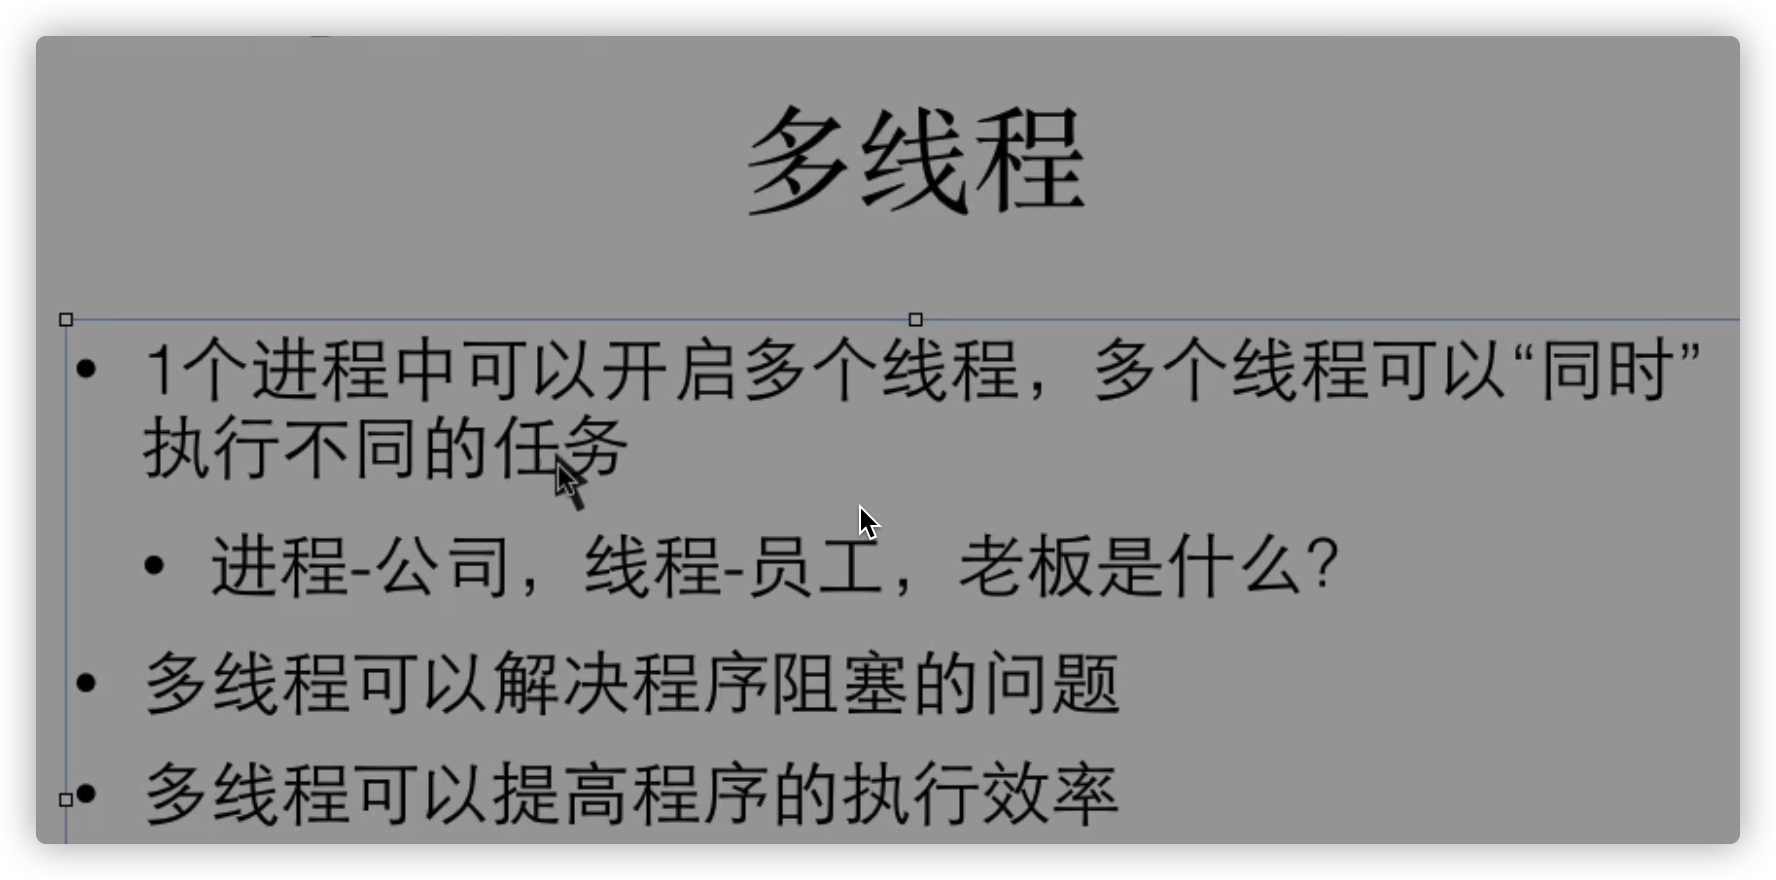 多线程
• 1个进程中可以开启多个线程，多个线程可以“同时”
执行不同的任务
• 进程-公司，线程-员工，老板是什么？
• 多线程可以解决程序阻塞的问题
• 多线程可以提高程序的执行效率